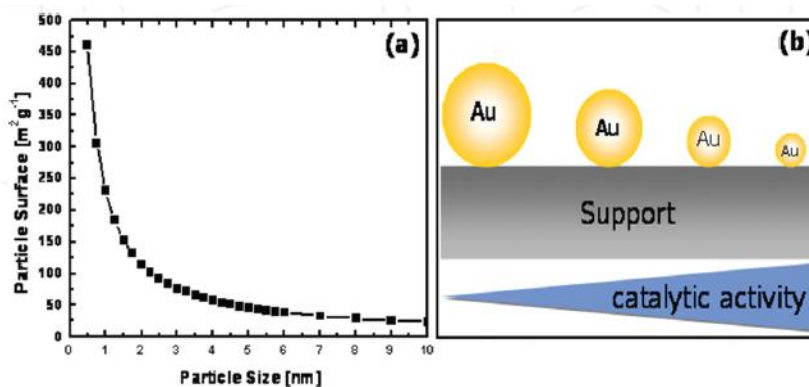 (a)
Particle Surface [m² g⁻¹]
500
450
400
350
300
250
200
150
100
50
0
0 1 2 3 4 5 6 7 8 9 10
Particle Size [nm]
(b)
Au Au Au Au
Support
catalytic activity